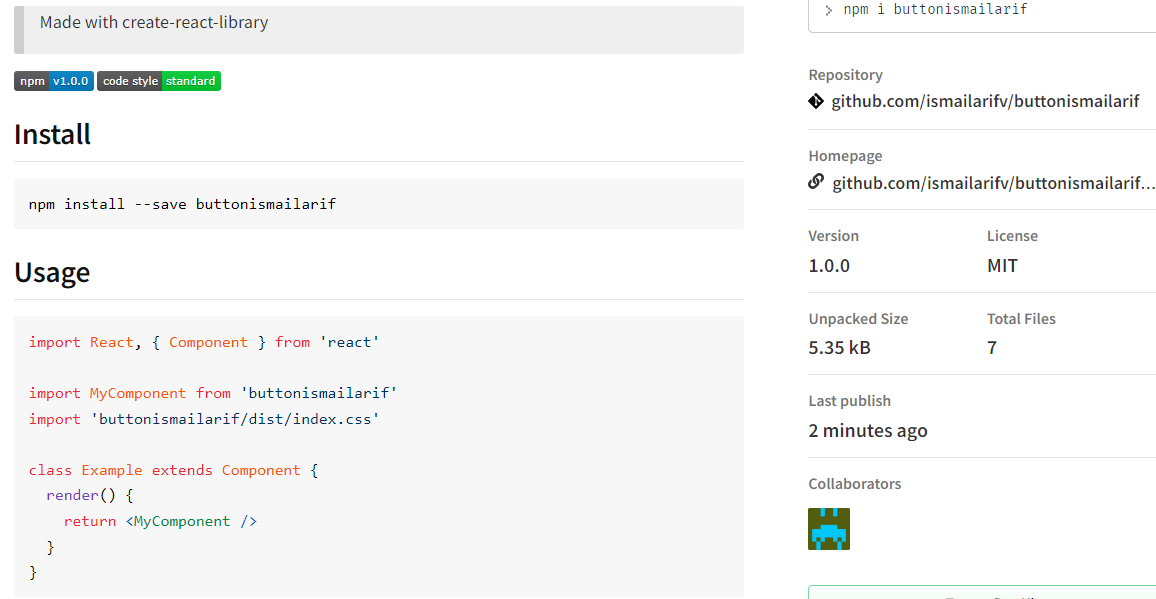 Made with create-react-library
npm v1.0.0 code style standard
Install
npm install --save buttonismailarif
Usage
import React, { Component } from 'react'
import MyComponent from 'buttonismailarif'
import 'buttonismailarif/dist/index.css'
class Example extends Component {
  render() {
    return <MyComponent />
  }
}
> npm i buttonismailarif
Repository
github.com/ismailarifv/buttonismailarif
Homepage
github.com/ismailarifv/buttonismailarif...
Version
License
1.0.0
MIT
Unpacked Size
Total Files
5.35 kB
7
Last publish
2 minutes ago
Collaborators